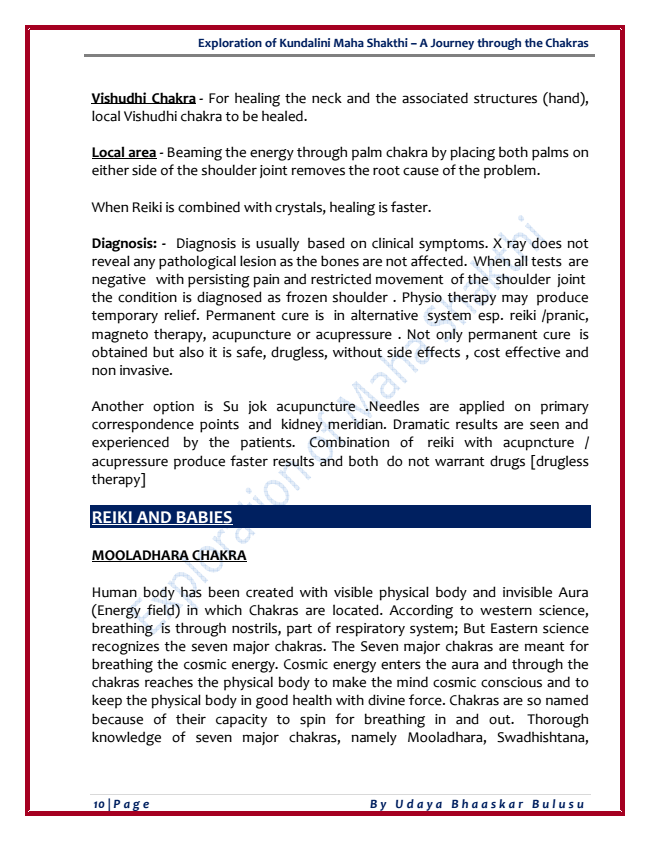 Exploration of Kundalini Maha Shakthi – A Journey through the Chakras
Vishudhi Chakra - For healing the neck and the associated structures (hand),
local Vishudhi chakra to be healed.
Local area - Beaming the energy through palm chakra by placing both palms on
either side of the shoulder joint removes the root cause of the problem.
When Reiki is combined with crystals, healing is faster.
Diagnosis: - Diagnosis is usually based on clinical symptoms. X ray does not
reveal any pathological lesion as the bones are not affected. When all tests are
negative with persisting pain and restricted movement of the shoulder joint
the condition is diagnosed as frozen shoulder . Physio therapy may produce
temporary relief. Permanent cure is in alternative system esp. reiki /pranic,
magneto therapy, acupuncture or acupressure . Not only permanent cure is
obtained but also it is safe, drugless, without side effects , cost effective and
non invasive.
Another option is Su jok acupuncture .Needles are applied on primary
correspondence points and kidney meridian. Dramatic results are seen and
experienced by the patients. Combination of reiki with acupncture /
acupressure produce faster results and both do not warrant drugs [drugless
therapy]
REIKI AND BABIES
MOOLADHARA CHAKRA
Human body has been created with visible physical body and invisible Aura
(Energy field) in which Chakras are located. According to western science,
breathing is through nostrils, part of respiratory system; But Eastern science
recognizes the seven major chakras. The Seven major chakras are meant for
breathing the cosmic energy. Cosmic energy enters the aura and through the
chakras reaches the physical body to make the mind cosmic conscious and to
keep the physical body in good health with divine force. Chakras are so named
because of their capacity to spin for breathing in and out. Thorough
knowledge of seven major chakras, namely Mooladhara, Swadhishtana,
Exploration of Maha Shakthi
10|Page By Udaya Bhaaskar Bulusu